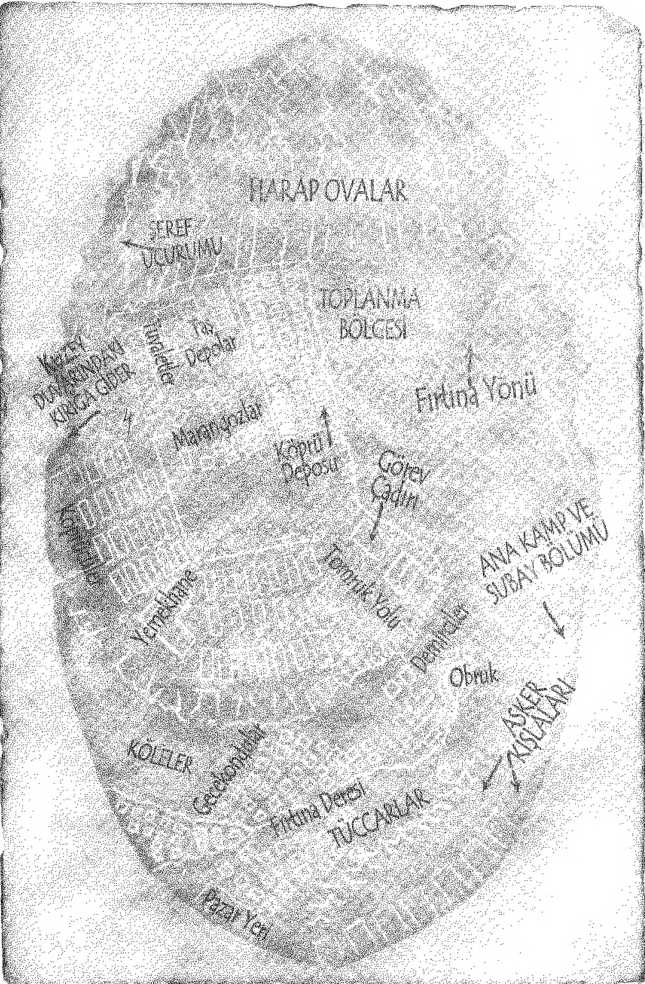 HARAP OVALAR
ŞEREF
UÇURUMU
TOPLANMA
BÖLGESİ
KUZEY
DUVARINDAKİ
KIRIĞA GİDER
Tuvaletler
Taş
Depolar
Fırtına Yönü
Marangozlar
Köprü
Deposu
Görev
Çadırı
Köprücüler
ANA KAMP VE
SUBAY BÖLÜMÜ
Yemekhane
Tomruk Yolu
Demirciler
Obruk
ASKER
KIŞLALARI
KÖLELER
Gecekondular
Fırtına Deresi
TÜCCARLAR
Pazar Yeri